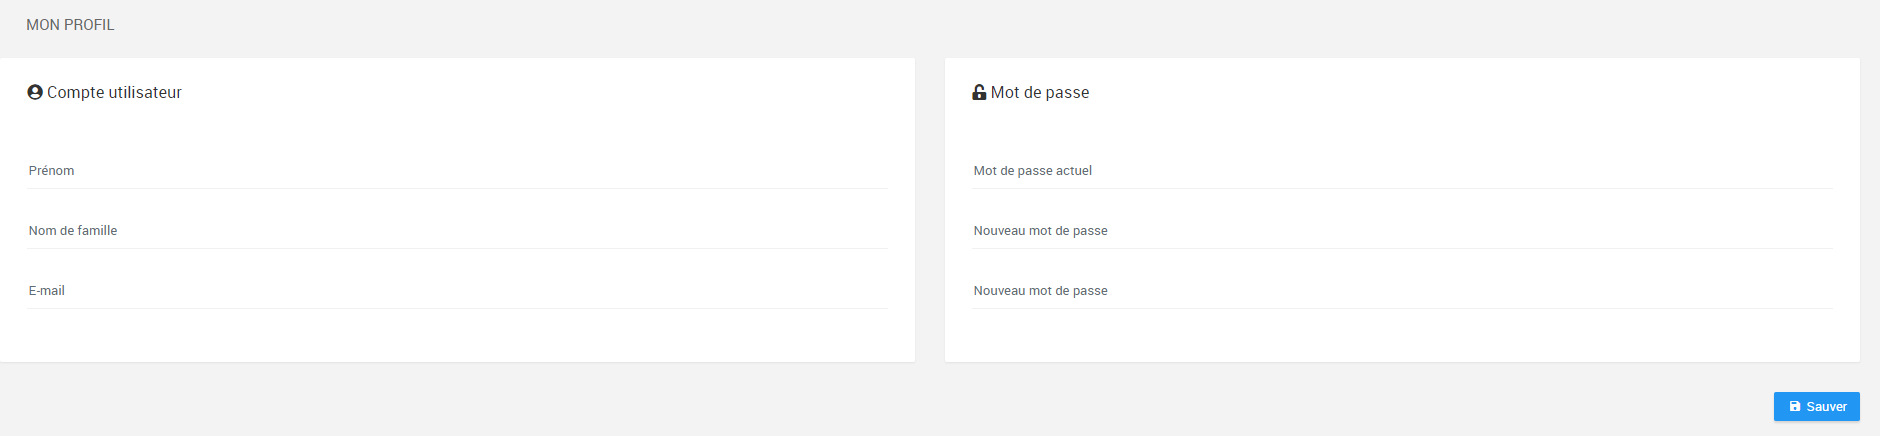 MON PROFIL
Compte utilisateur
Prénom
Nom de famille
E-mail
Mot de passe
Mot de passe actuel
Nouveau mot de passe
Nouveau mot de passe
Sauver